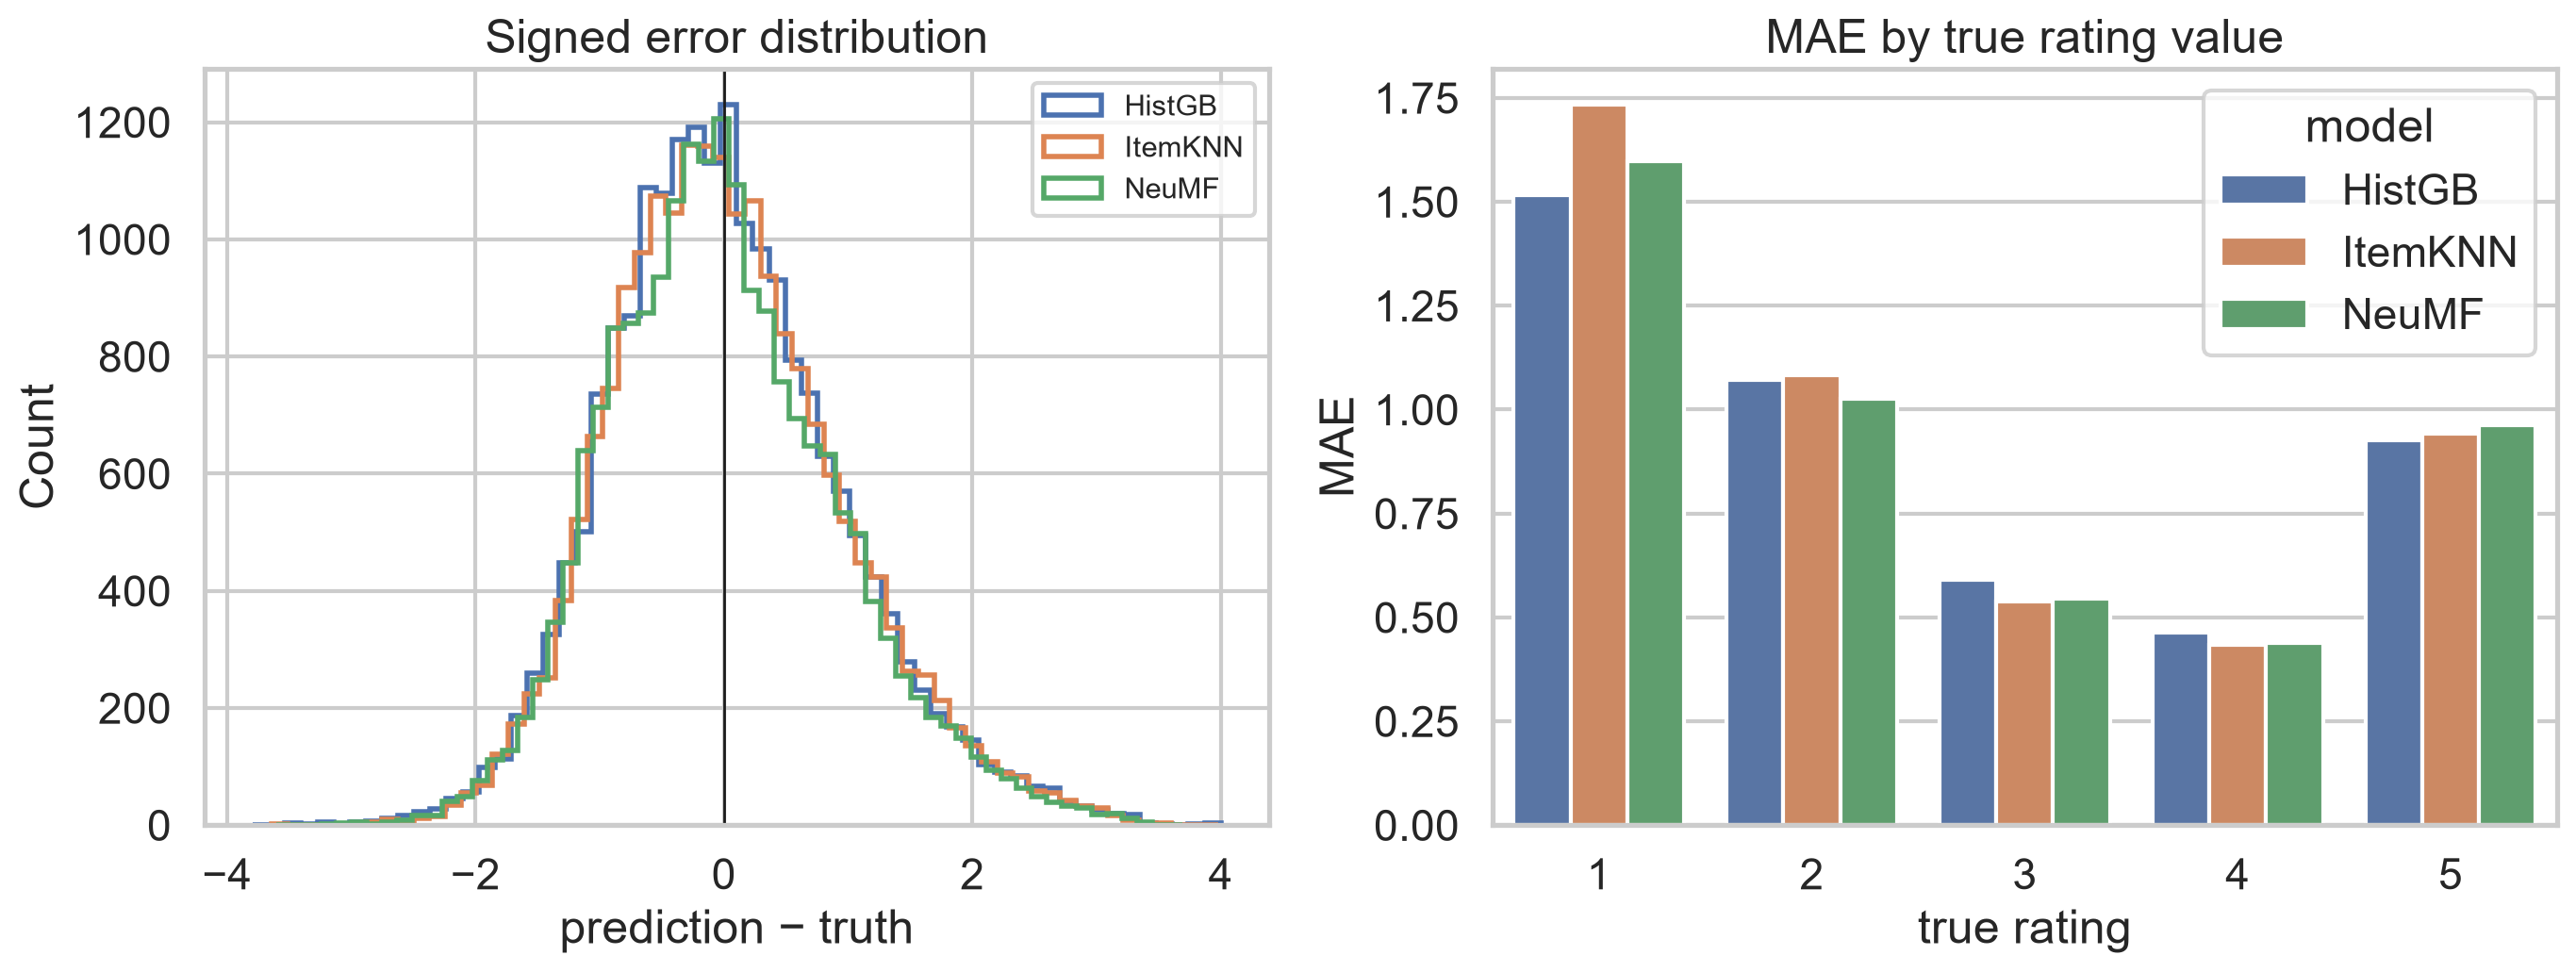 Signed error distribution
1200
1000
800
600
400
200
0
Count
−4
−2
0
2
4
prediction − truth
HistGB
ItemKNN
NeuMF
MAE by true rating value
1.75
1.50
1.25
1.00
0.75
0.50
0.25
0.00
MAE
1
2
3
4
5
true rating
model
HistGB
ItemKNN
NeuMF